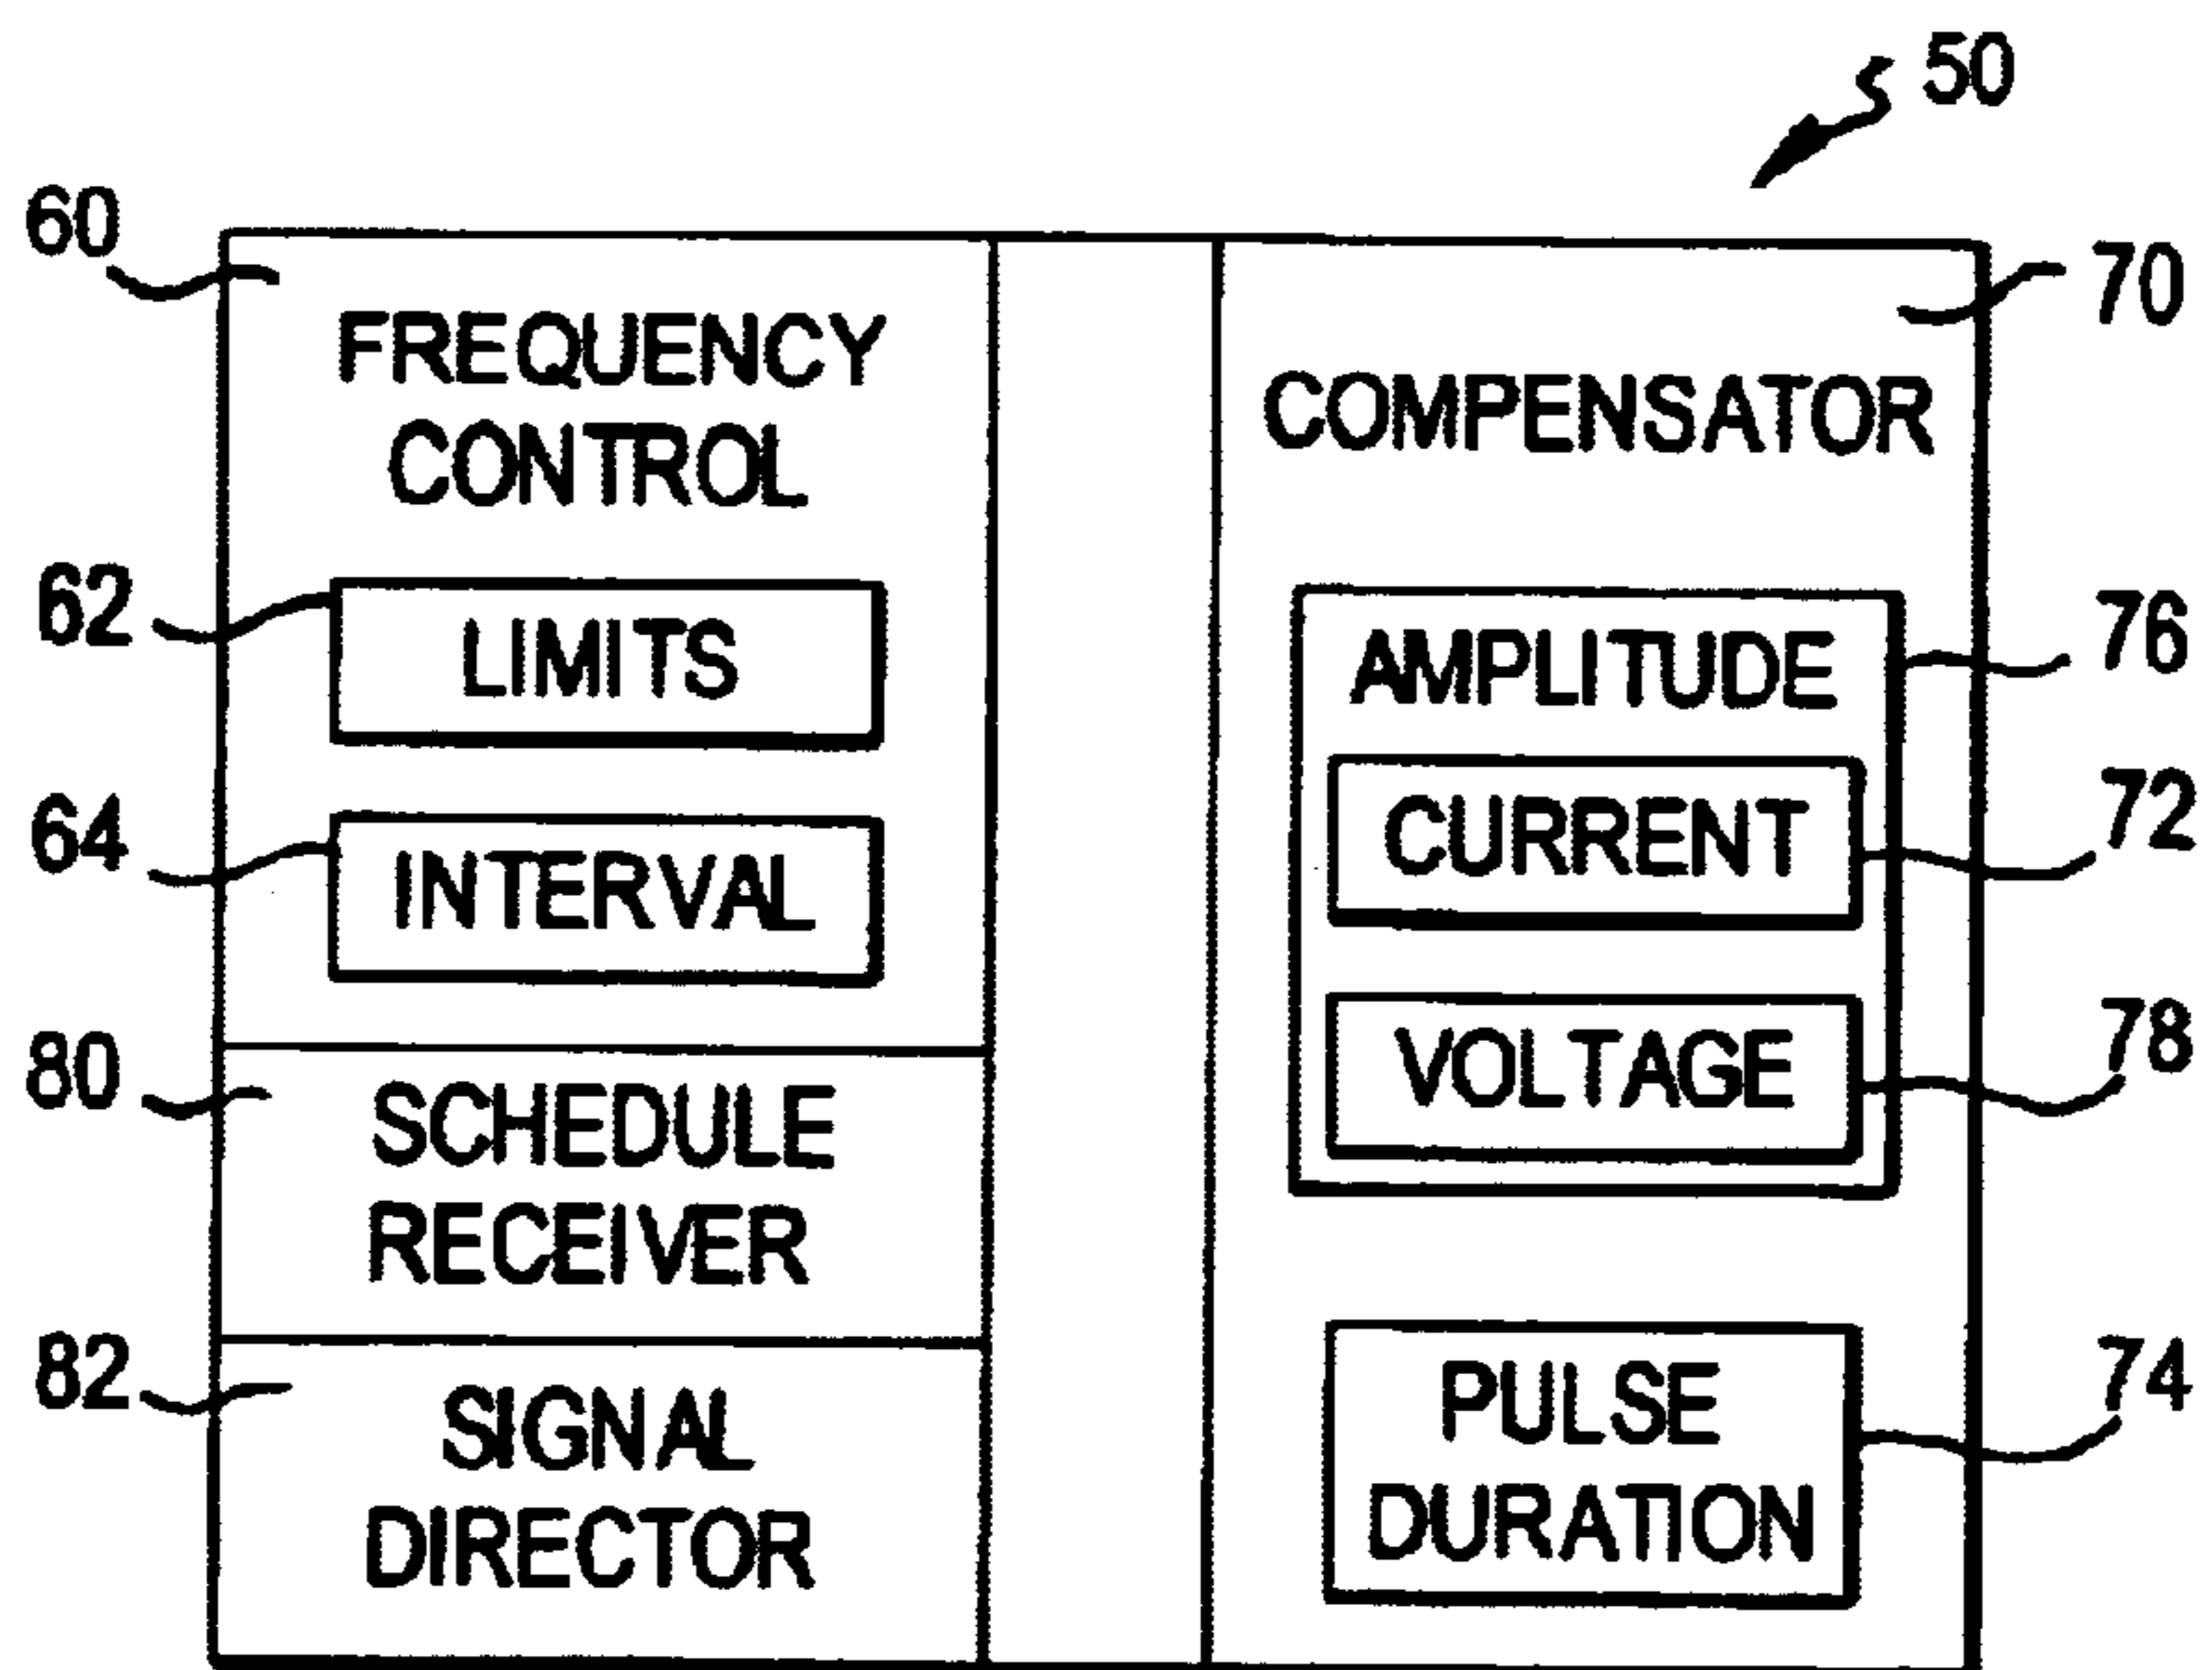 50
60
FREQUENCY
CONTROL
62
LIMITS
64
INTERVAL
80
SCHEDULE
RECEIVER
82
SIGNAL
DIRECTOR
70
COMPENSATOR
76
AMPLITUDE
72
CURRENT
78
VOLTAGE
74
PULSE
DURATION